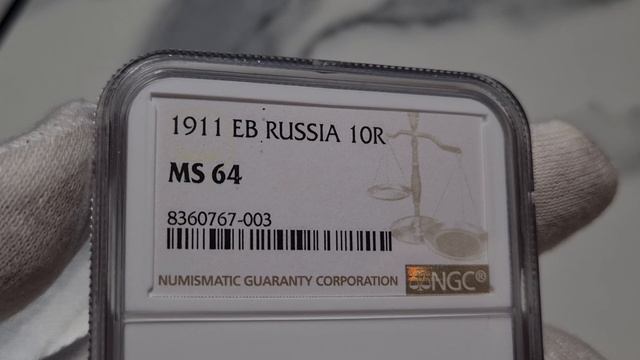 1911 EB RUSSIA 10R
MS 64
8360767-003
NUMISMATIC GUARANTY CORPORATION NGC®